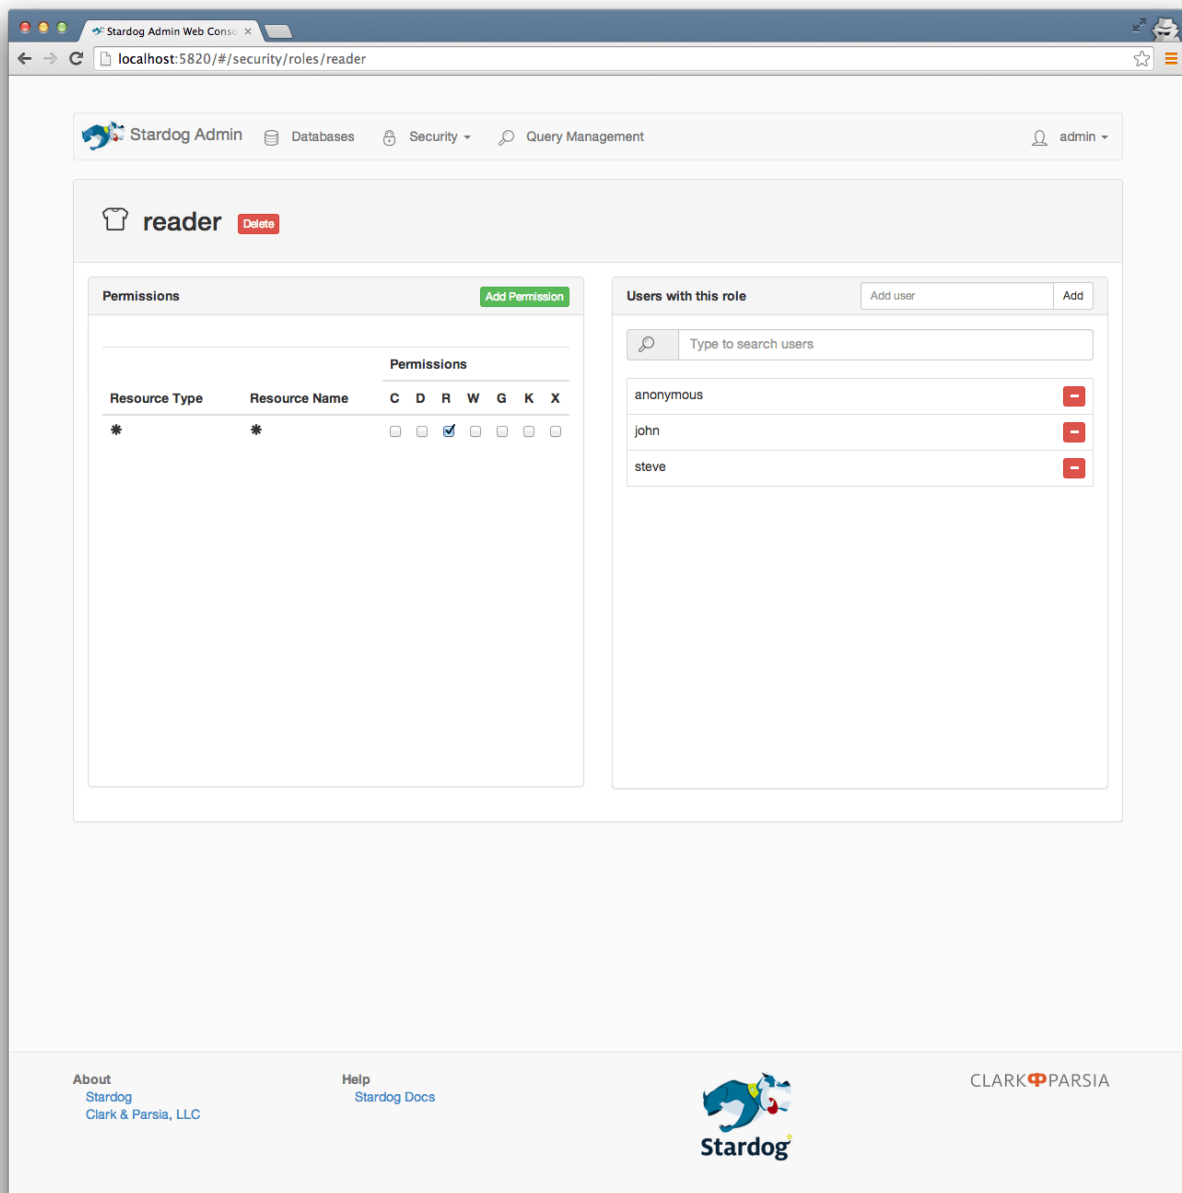 Stardog Admin Web Conso
localhost:5820/#/security/roles/reader
Stardog Admin Databases Security Query Management admin
reader Delete
Permissions Add Permission
Users with this role Add user Add
Type to search users
Permissions
Resource Type Resource Name C D R W G K X
* *
anonymous
john
steve
About
Stardog
Clark & Parsia, LLC
Help
Stardog Docs
Stardog
CLARK PARSIA